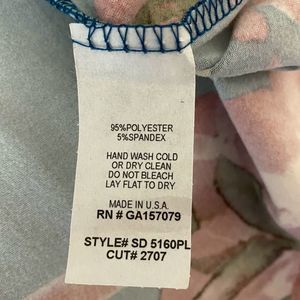 95%POLYESTER
5%SPANDEX
HAND WASH COLD
OR DRY CLEAN
DO NOT BLEACH
LAY FLAT TO DRY
MADE IN U.S.A.
RN # GA157079
STYLE# SD 5160PL
CUT# 2707